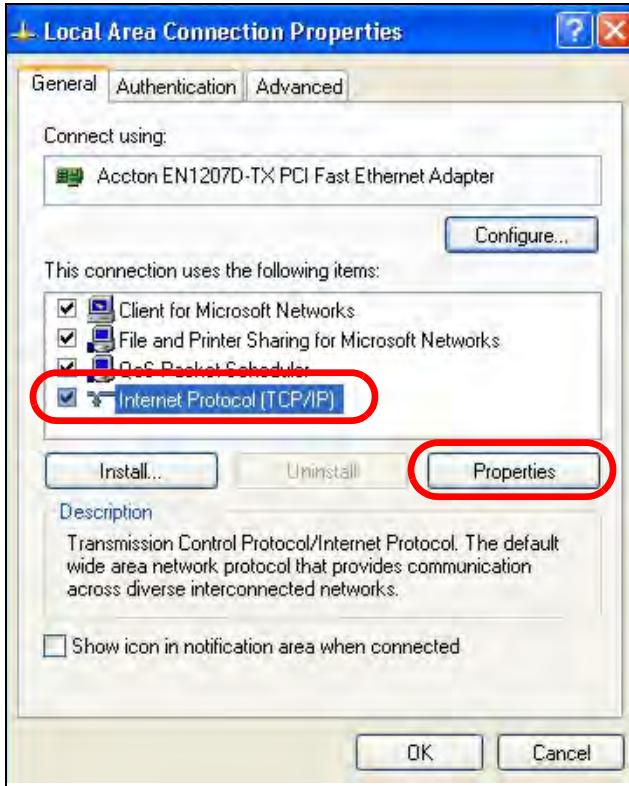 Local Area Connection Properties
General Authentication Advanced
Connect using:
Accton EN1207D-TX PCI Fast Ethernet Adapter
Configure...
This connection uses the following items:
Client for Microsoft Networks
File and Printer Sharing for Microsoft Networks
QoS Packet Scheduler
Internet Protocol (TCP/IP)
Install... Uninstall Properties
Description
Transmission Control Protocol/Internet Protocol. The default
wide area network protocol that provides communication
across diverse interconnected networks.
Show icon in notification area when connected
OK Cancel